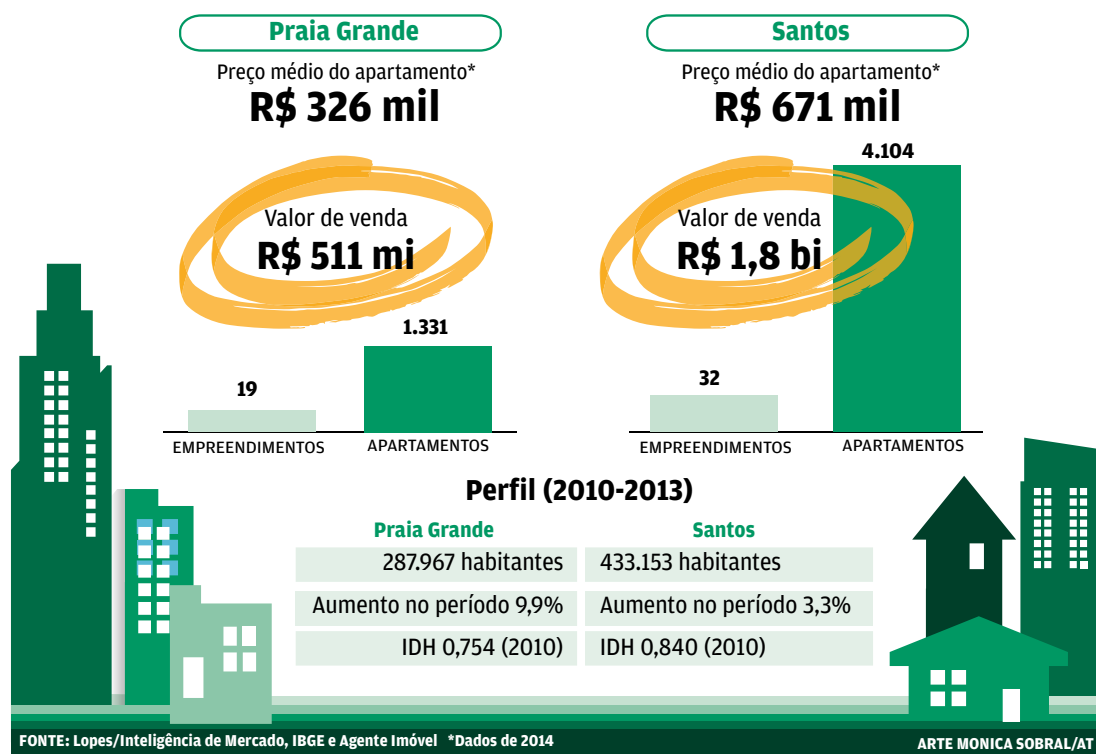 Praia Grande
Preço médio do apartamento*
R$ 326 mil
Valor de venda
R$ 511 mi
19
1.331
EMPREENDIMENTOS
APARTAMENTOS
Santos
Preço médio do apartamento*
R$ 671 mil
4.104
Valor de venda
R$ 1,8 bi
32
EMPREENDIMENTOS
APARTAMENTOS
Perfil (2010-2013)
Praia Grande Santos
287.967 habitantes 433.153 habitantes
Aumento no período 9,9% Aumento no período 3,3%
IDH 0,754 (2010) IDH 0,840 (2010)
FONTE: Lopes/Inteligência de Mercado, IBGE e Agente Imóvel *Dados de 2014
ARTE MONICA SOBRAL/AT